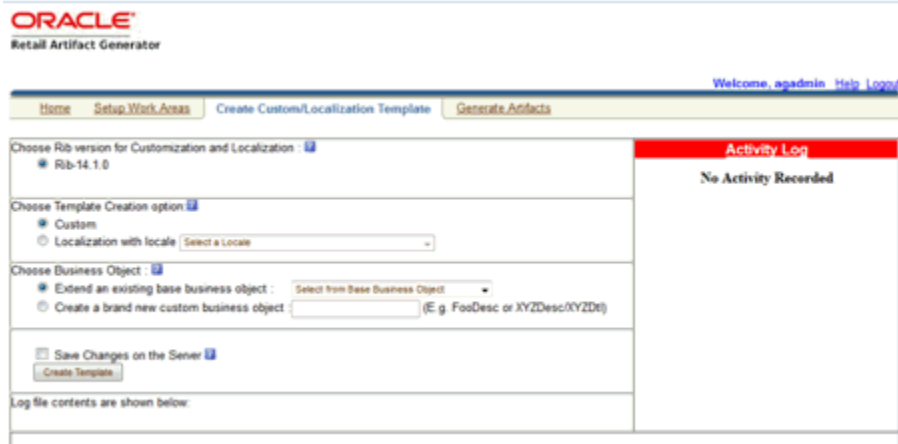 ORACLE
Retail Artifact Generator
Welcome, agadmin Help Logout
Home Setup Work Areas Create Custom/Localization Template Generate Artifacts
Choose Rib version for Customization and Localization : ?
Rib-14.1.0
Choose Template Creation option: ?
Custom
Localization with locale Select a Locale
Choose Business Object : ?
Extend an existing base business object : Select from Base Business Object
Create a brand new custom business object : (E.g. FooDesc or XYZDesc/XYZDtl)
Save Changes on the Server ?
Create Template
Log file contents are shown below:
Activity Log
No Activity Recorded